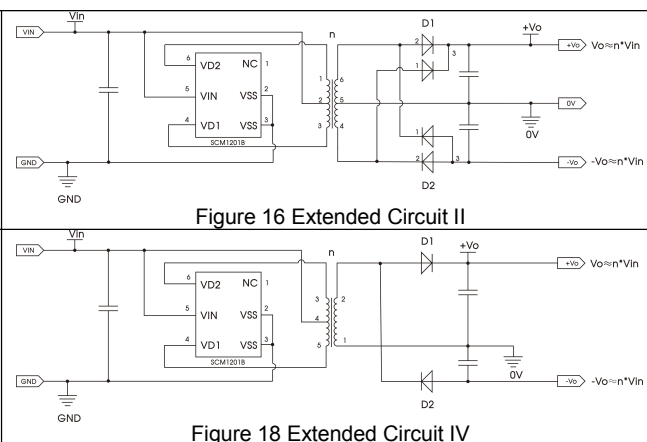 Vin
n
D1
+Vo
VIN
+Vo
Vo≈n*Vin
6
VD2
NC
1
2
1
3
5
VIN
VSS
2
1
6
2
5
0V
4
VD1
VSS
3
3
4
1
0V
SCM1201B
2
3
GND
-Vo
-Vo≈n*Vin
GND
D2
Figure 16 Extended Circuit II
Vin
n
D1
+Vo
VIN
+Vo
Vo≈n*Vin
6
VD2
NC
1
3
2
5
VIN
VSS
2
4
4
VD1
VSS
3
5
1
0V
SCM1201B
GND
-Vo
-Vo≈n*Vin
GND
D2
Figure 18 Extended Circuit IV